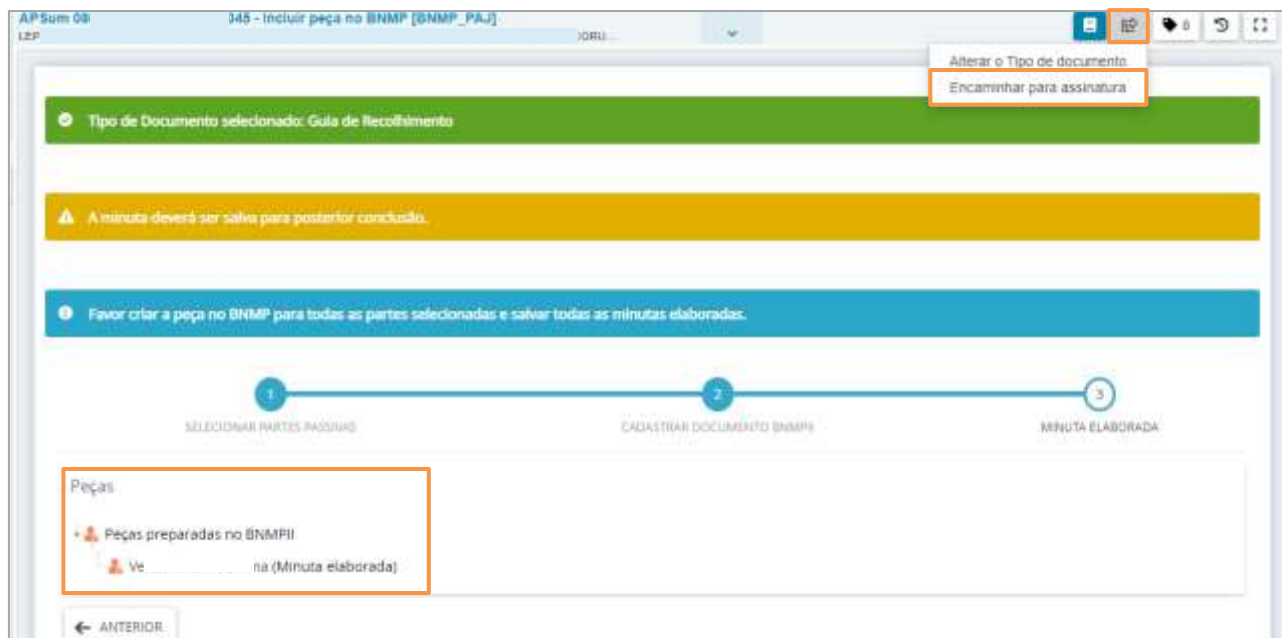 APSum 00 045 - Incluir peça no BNMP [BNMP_PAJ]
LEP
0
Alterar o Tipo de documento
Encaminhar para assinatura
Tipo de Documento selecionado: Guia de Recolhimento
A minuta deverá ser salva para posterior conclusão.
Favor criar a peça no BNMP para todas as partes selecionadas e salvar todas as minutas elaboradas.
1 2 3
SELECIONAR PARTES PASSIVAS CADASTRAR DOCUMENTO BNMPII MINUTA ELABORADA
Peças
Peças preparadas no BNMPII
Ve na (Minuta elaborada)
ANTERIOR